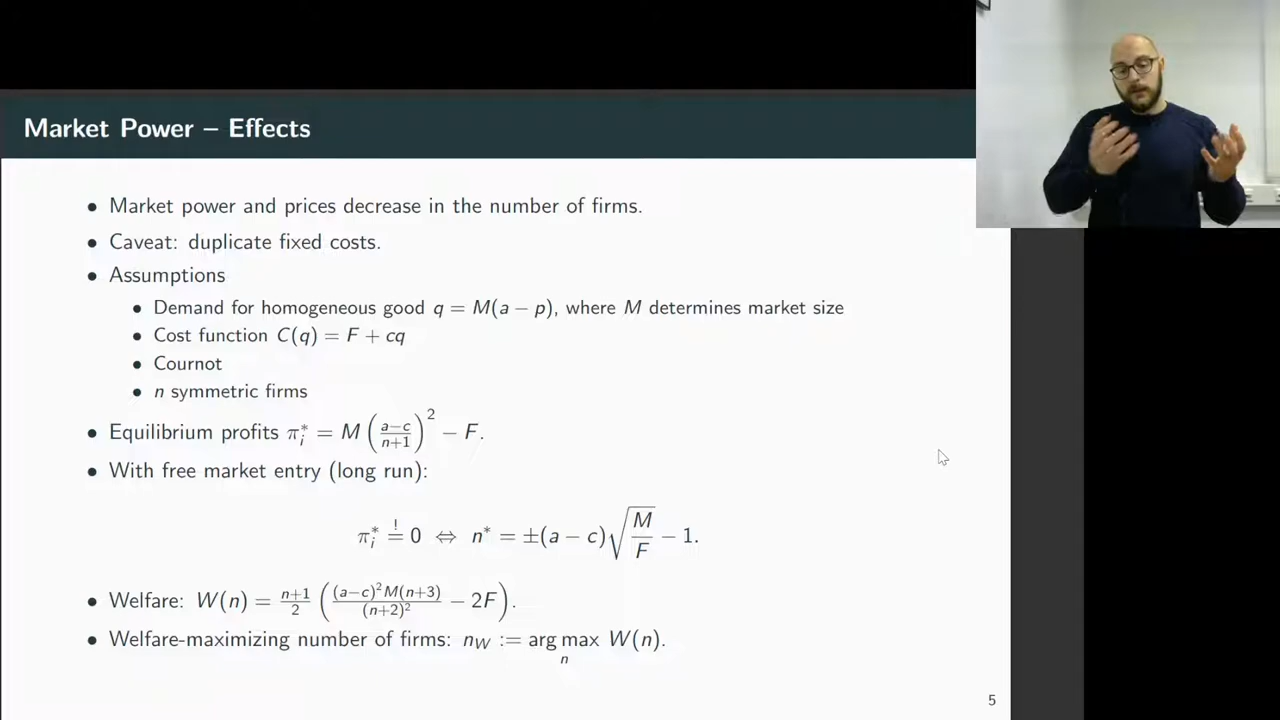 Market Power – Effects
• Market power and prices decrease in the number of firms.
• Caveat: duplicate fixed costs.
• Assumptions
• Demand for homogeneous good q = M(a − p), where M determines market size
• Cost function C(q) = F + cq
• Cournot
• n symmetric firms
• Equilibrium profits π_i^* = M((a−c)/(n+1))^2 − F.
• With free market entry (long run):
π_i^* =^! 0 ⇔ n* = ±(a − c)√(M/F) − 1.
• Welfare: W(n) = (n+1)/2 ((a−c)^2 M(n+3)/(n+2)^2 − 2F).
• Welfare-maximizing number of firms: n_W := arg max_n W(n).
5